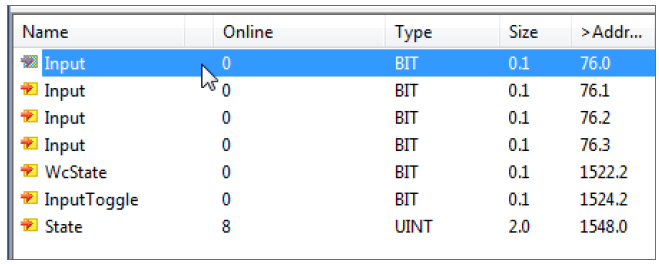 Name Online Type Size >Addr...
Input 0 BIT 0.1 76.0
Input 0 BIT 0.1 76.1
Input 0 BIT 0.1 76.2
Input 0 BIT 0.1 76.3
WcState 0 BIT 0.1 1522.2
InputToggle 0 BIT 0.1 1524.2
State 8 UINT 2.0 1548.0